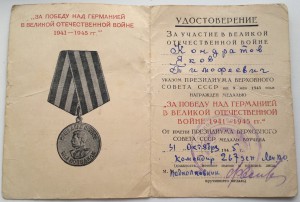 „ЗА ПОБЕДУ НАД ГЕРМАНИЕЙ
В ВЕЛИКОЙ ОТЕЧЕСТВЕННОЙ ВОЙНЕ
1941—1945 гг."
УДОСТОВЕРЕНИЕ
ЗА УЧАСТИЕ В ВЕЛИКОЙ
ОТЕЧЕСТВЕННОЙ ВОЙНЕ
Кондратов
Яков
Тимофеевич
УКАЗОМ ПРЕЗИДИУМА ВЕРХОВНОГО
СОВЕТА СССР от 9 мая 1945 года
НАГРАЖДЕН МЕДАЛЬЮ
„ЗА ПОБЕДУ НАД ГЕРМАНИЕЙ
В ВЕЛИКОЙ ОТЕЧЕСТВЕННОЙ
ВОЙНЕ 1941—1945 гг."
От имени ПРЕЗИДИУМА ВЕРХОВНОГО
СОВЕТА СССР МЕДАЛЬ ВРУЧЕНА
31 октября 1945 г.
Командир 267
М. П.